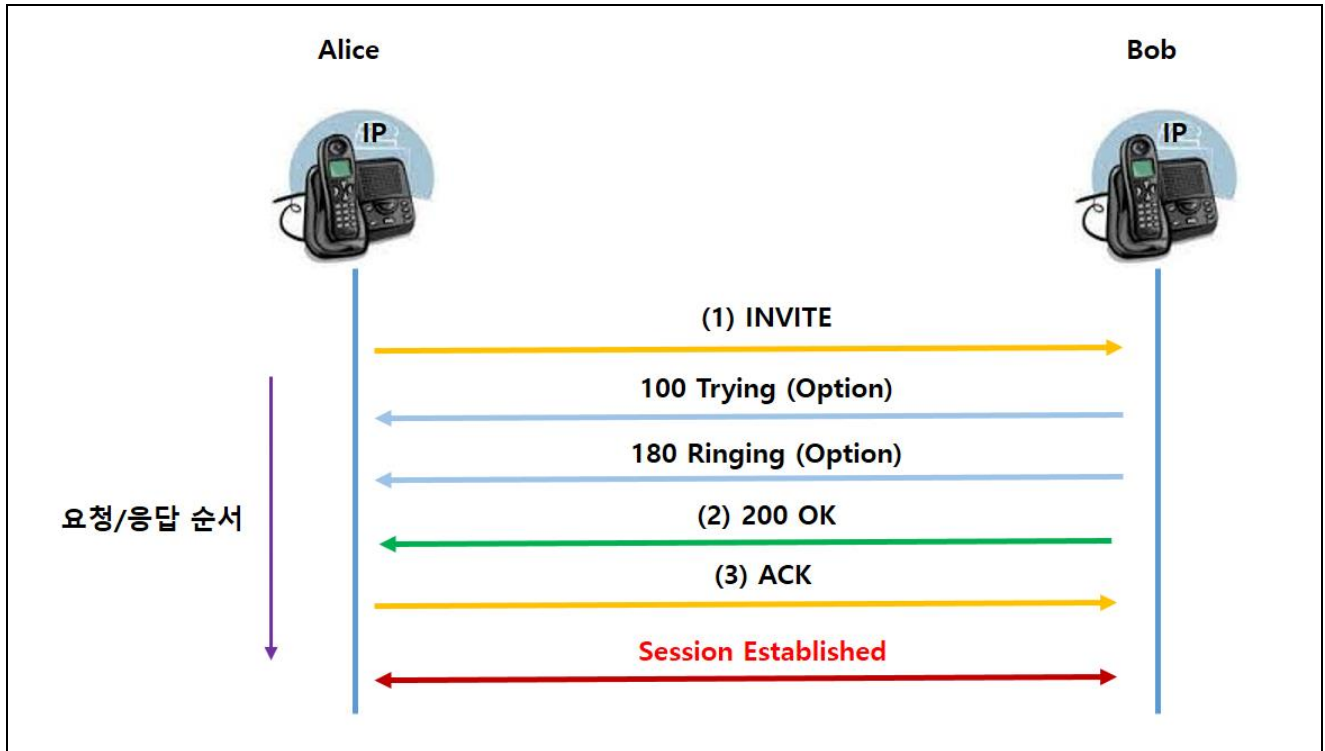 Alice
Bob
IP
IP
(1) INVITE
100 Trying (Option)
180 Ringing (Option)
요청/응답 순서
(2) 200 OK
(3) ACK
Session Established